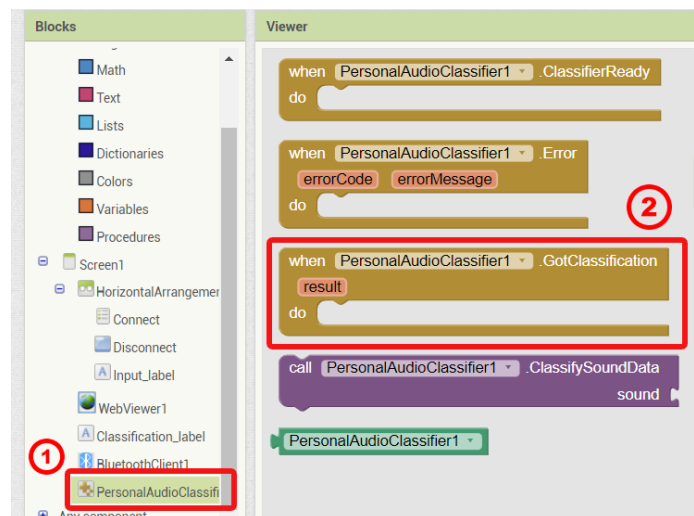 Blocks
Math
Text
Lists
Dictionaries
Colors
Variables
Procedures
Screen1
HorizontalArrangemer
Connect
Disconnect
A Input_label
WebViewer1
A Classification_label
1
BluetoothClient1
PersonalAudioClassifi
Any component
Viewer
when PersonalAudioClassifier1 .ClassifierReady
do
when PersonalAudioClassifier1 .Error
errorCode errorMessage
do
2
when PersonalAudioClassifier1 .GotClassification
result
do
call PersonalAudioClassifier1 .ClassifySoundData
sound
PersonalAudioClassifier1